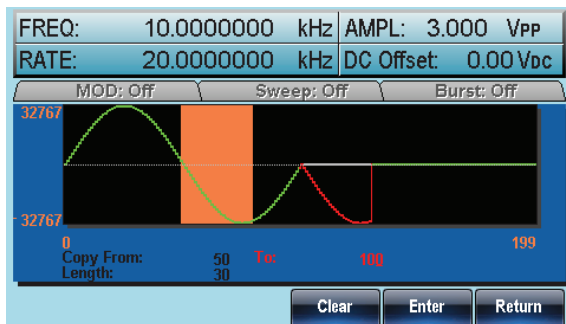 FREQ: 10.0000000 kHz AMPL: 3.000 VPP
RATE: 20.0000000 kHz DC Offset: 0.00 VDC
MOD: Off Sweep: Off Burst: Off
32767
- 32767
0 199
Copy From: 50 To: 100
Length: 30
Clear Enter Return